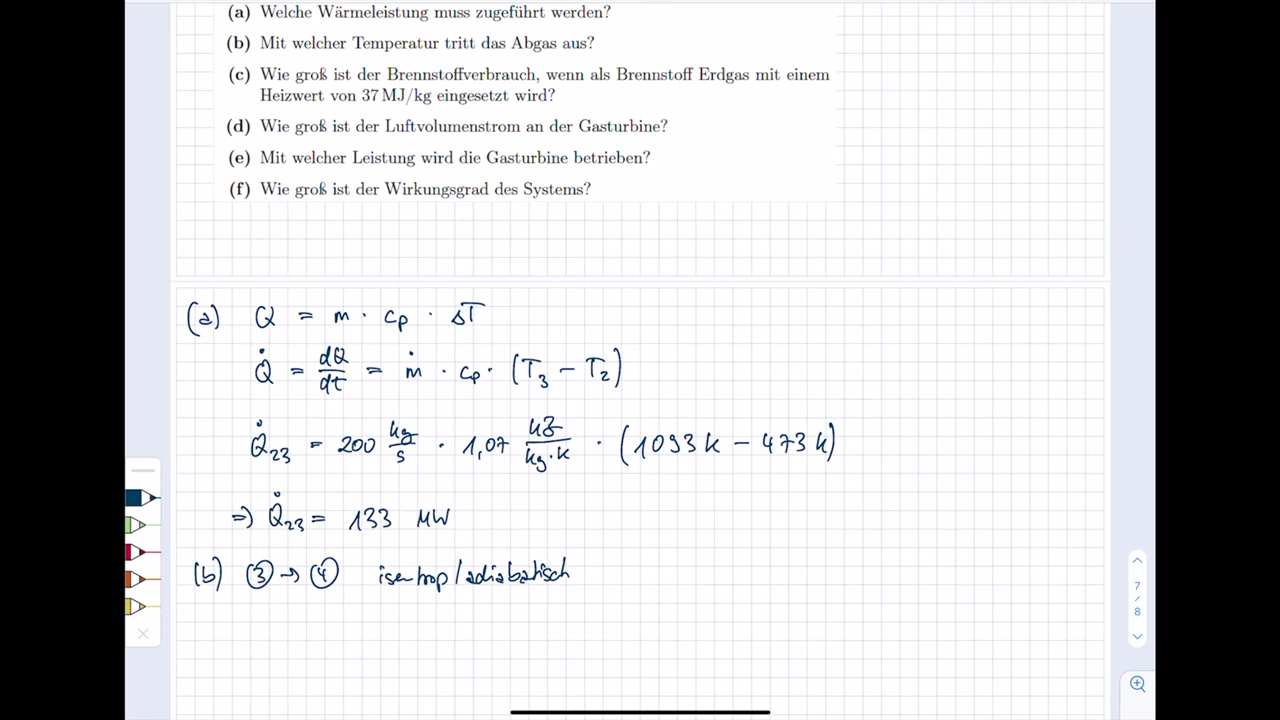 (a) Welche Wärmeleistung muss zugeführt werden?
(b) Mit welcher Temperatur tritt das Abgas aus?
(c) Wie groß ist der Brennstoffverbrauch, wenn als Brennstoff Erdgas mit einem
Heizwert von 37 MJ/kg eingesetzt wird?
(d) Wie groß ist der Luftvolumenstrom an der Gasturbine?
(e) Mit welcher Leistung wird die Gasturbine betrieben?
(f) Wie groß ist der Wirkungsgrad des Systems?
(a) Q = m · cp · ΔT
Q̇ = dQ/dt = ṁ · cp · (T₃ − T₂)
Q̇₂₃ = 200 kg/s · 1,07 kJ/kg·K · (1093 K − 473 K)
⇒ Q̇₂₃ = 133 MW
(b) ③ → ④ isentrop/adiabatisch
7
/
8